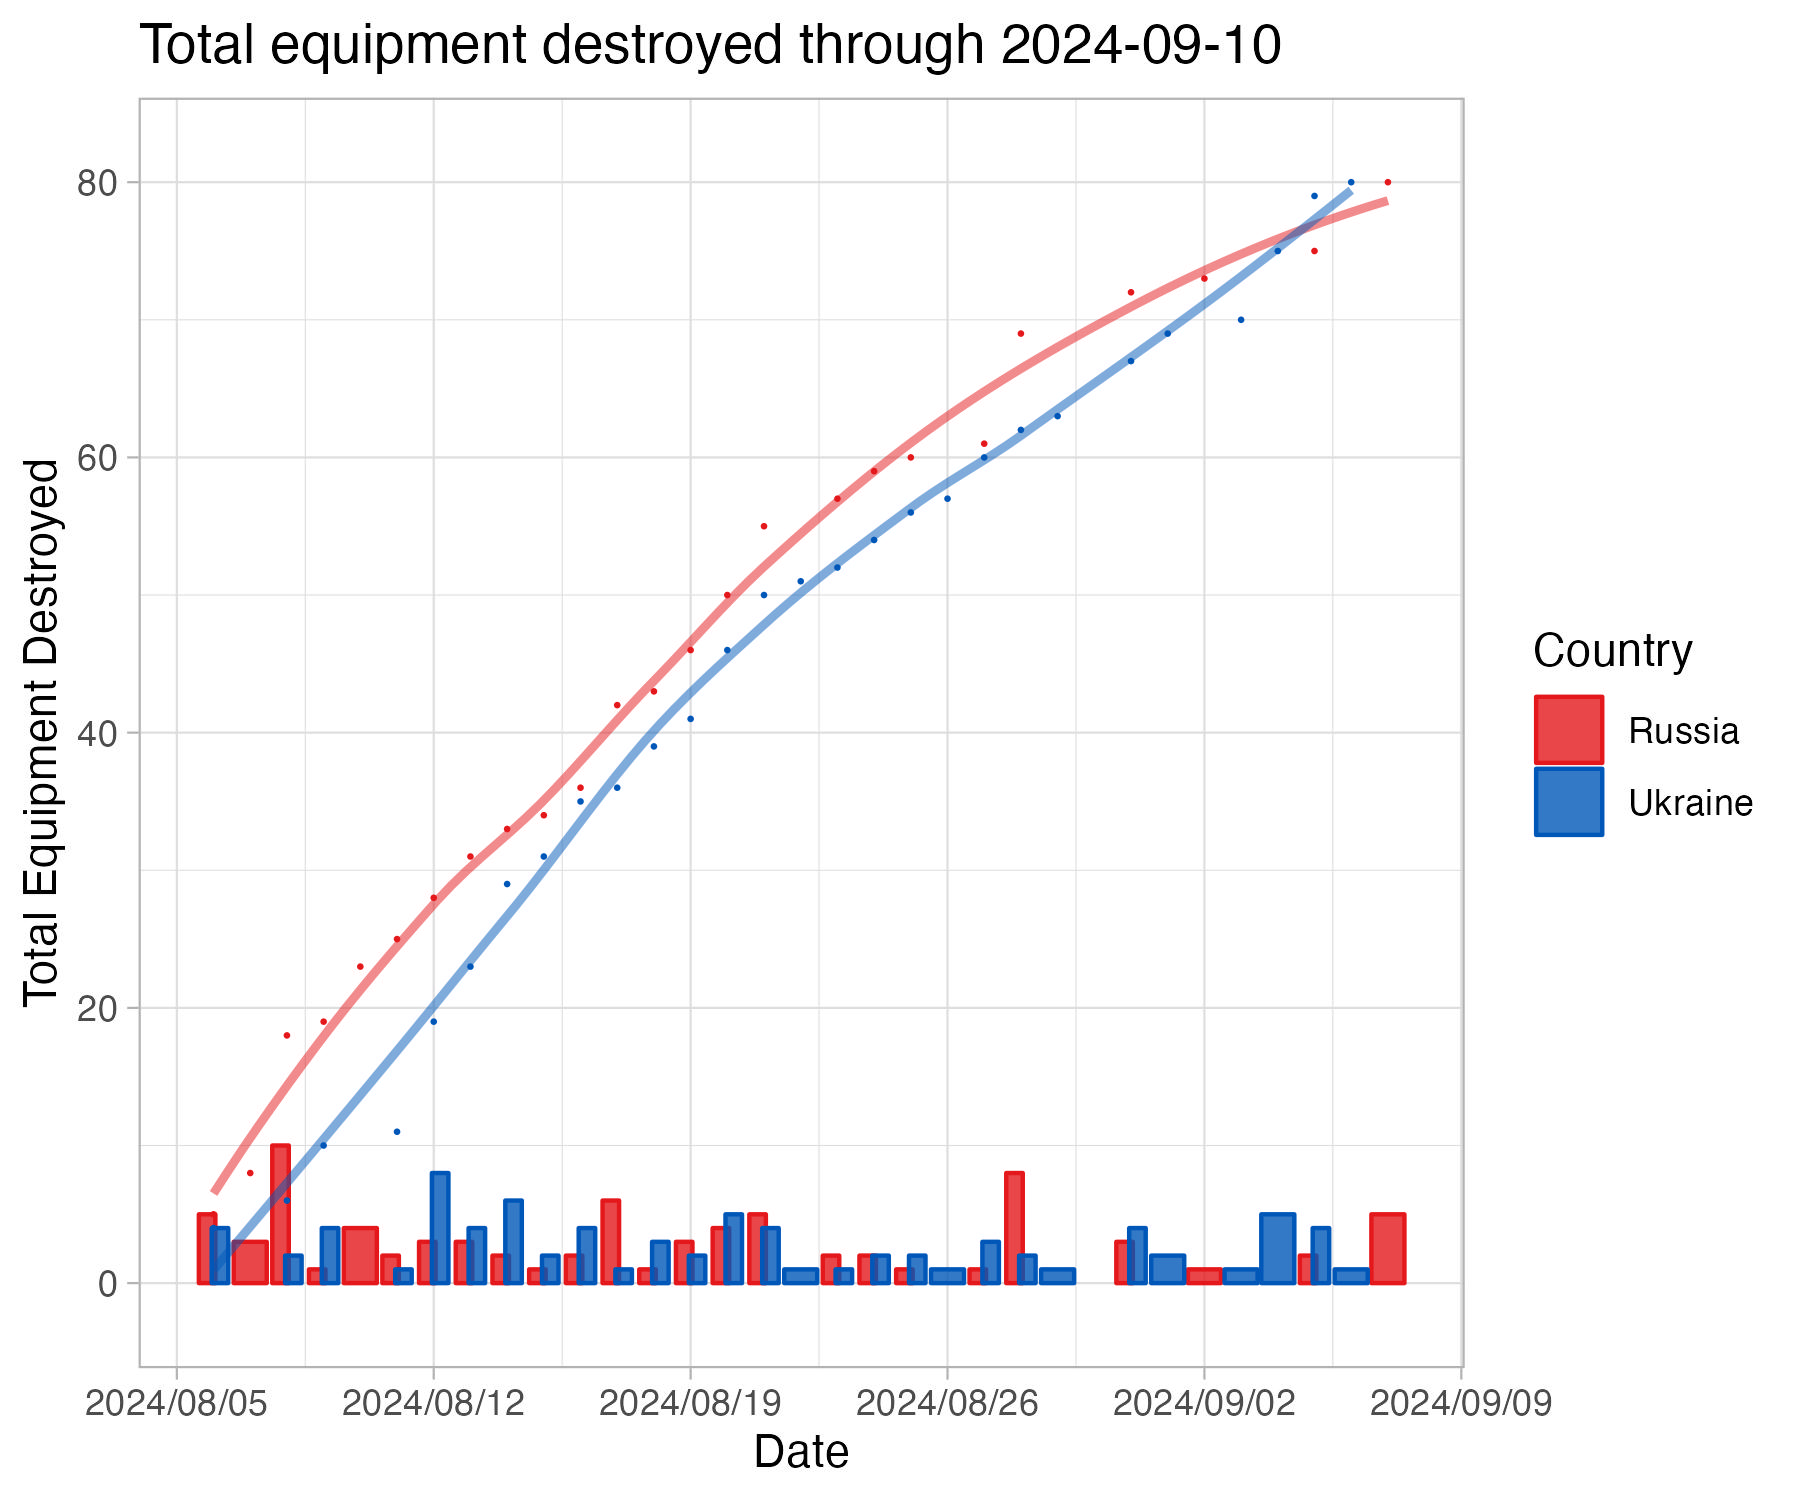 Total equipment destroyed through 2024-09-10
Total Equipment Destroyed
80
60
40
20
0
2024/08/05
2024/08/12
2024/08/19
2024/08/26
2024/09/02
2024/09/09
Date
Country
Russia
Ukraine